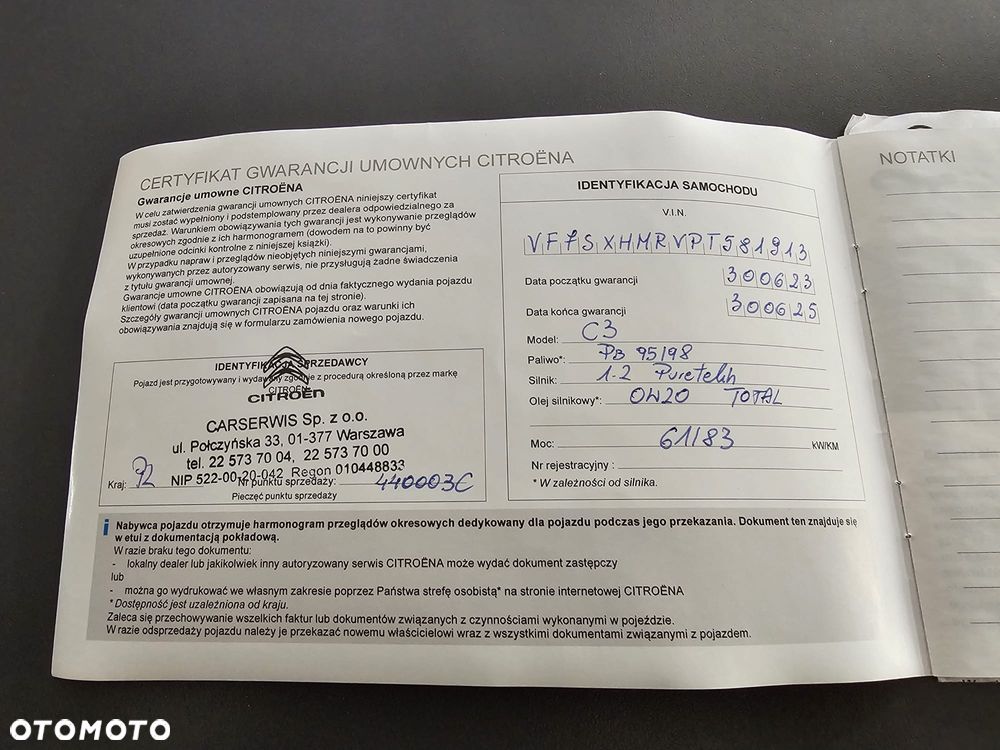 CERTYFIKAT GWARANCJI UMOWNYCH CITROËNA
Gwarancje umowne CITROËNA
W celu zatwierdzenia gwarancji umownych CITROËNA niniejszy certyfikat
musi zostać wypełniony i podstemplowany przez dealera odpowiedzialnego za
sprzedaż. Warunkiem obowiązywania tych gwarancji jest wykonywanie przeglądów
okresowych zgodnie z ich harmonogramem (dowodem na to powinny być
uzupełnione odcinki kontrolne z niniejszej książki).
W przypadku napraw i przeglądów nieobjętych niniejszymi gwarancjami,
wykonywanych przez autoryzowany serwis, nie przysługują żadne świadczenia
z tytułu gwarancji umownej.
Gwarancje umowne CITROËNA obowiązują od dnia faktycznego wydania pojazdu
klientowi (data początku gwarancji zapisana na tej stronie).
Szczegóły gwarancji umownych CITROËNA pojazdu oraz warunki ich
obowiązywania znajdują się w formularzu zamówienia nowego pojazdu.
IDENTYFIKACJA SPRZEDAWCY
Pojazd jest przygotowywany i wydawany zgodnie z procedurą określoną przez markę
CITROËN
CITROËN
CARSERWIS Sp. z o.o.
ul. Połczyńska 33, 01-377 Warszawa
tel. 22 573 70 04, 22 573 70 00
NIP 522-00-20-042 Regon 010448833
Kraj: 92 Nr punktu sprzedaży: 440003C
Pieczęć punktu sprzedaży
IDENTYFIKACJA SAMOCHODU
V.I.N.
VF7SXHMRVPT581913
Data początku gwarancji 300623
Data końca gwarancji 300625
Model: C3
Paliwo*: PB 95/98
Silnik: 1.2 Puretech
Olej silnikowy*: 0W20 TOTAL
Moc: 61/83 kW/KM
Nr rejestracyjny :
* W zależności od silnika.
i Nabywca pojazdu otrzymuje harmonogram przeglądów okresowych dedykowany dla pojazdu podczas jego przekazania. Dokument ten znajduje się
w etui z dokumentacją pokładową.
W razie braku tego dokumentu:
- lokalny dealer lub jakikolwiek inny autoryzowany serwis CITROËNA może wydać dokument zastępczy
lub
- można go wydrukować we własnym zakresie poprzez Państwa strefę osobistą* na stronie internetowej CITROËNA
* Dostępność jest uzależniona od kraju.
Zaleca się przechowywanie wszelkich faktur lub dokumentów związanych z czynnościami wykonanymi w pojeździe.
W razie odsprzedaży pojazdu należy je przekazać nowemu właścicielowi wraz z wszystkimi dokumentami związanymi z pojazdem.
NOTATKI
OTOMOTO